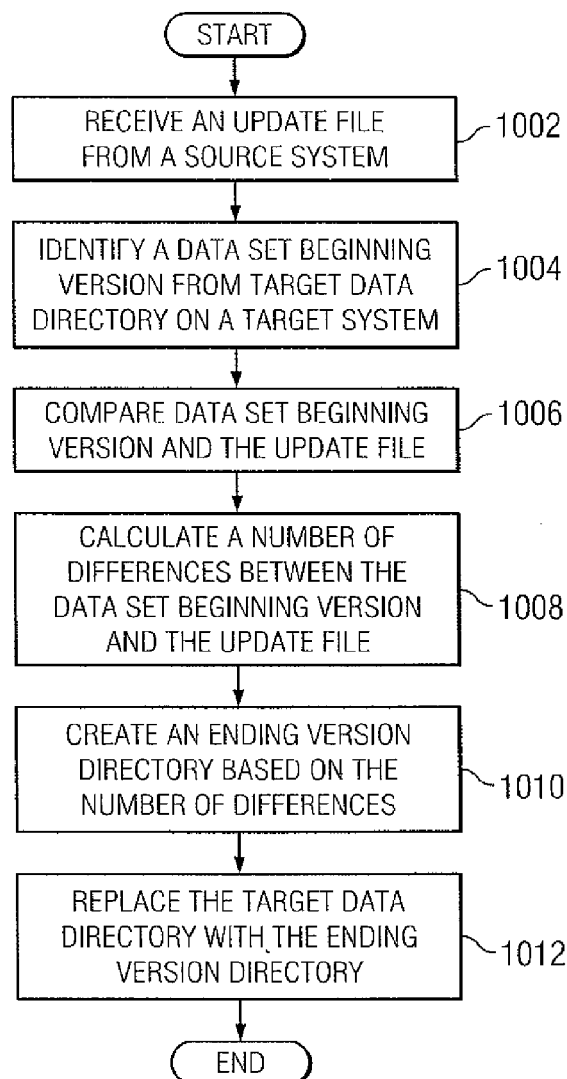 START
RECEIVE AN UPDATE FILE
FROM A SOURCE SYSTEM
1002
IDENTIFY A DATA SET BEGINNING
VERSION FROM TARGET DATA
DIRECTORY ON A TARGET SYSTEM
1004
COMPARE DATA SET BEGINNING
VERSION AND THE UPDATE FILE
1006
CALCULATE A NUMBER OF
DIFFERENCES BETWEEN THE
DATA SET BEGINNING VERSION
AND THE UPDATE FILE
1008
CREATE AN ENDING VERSION
DIRECTORY BASED ON THE
NUMBER OF DIFFERENCES
1010
REPLACE THE TARGET DATA
DIRECTORY WITH THE ENDING
VERSION DIRECTORY
1012
END